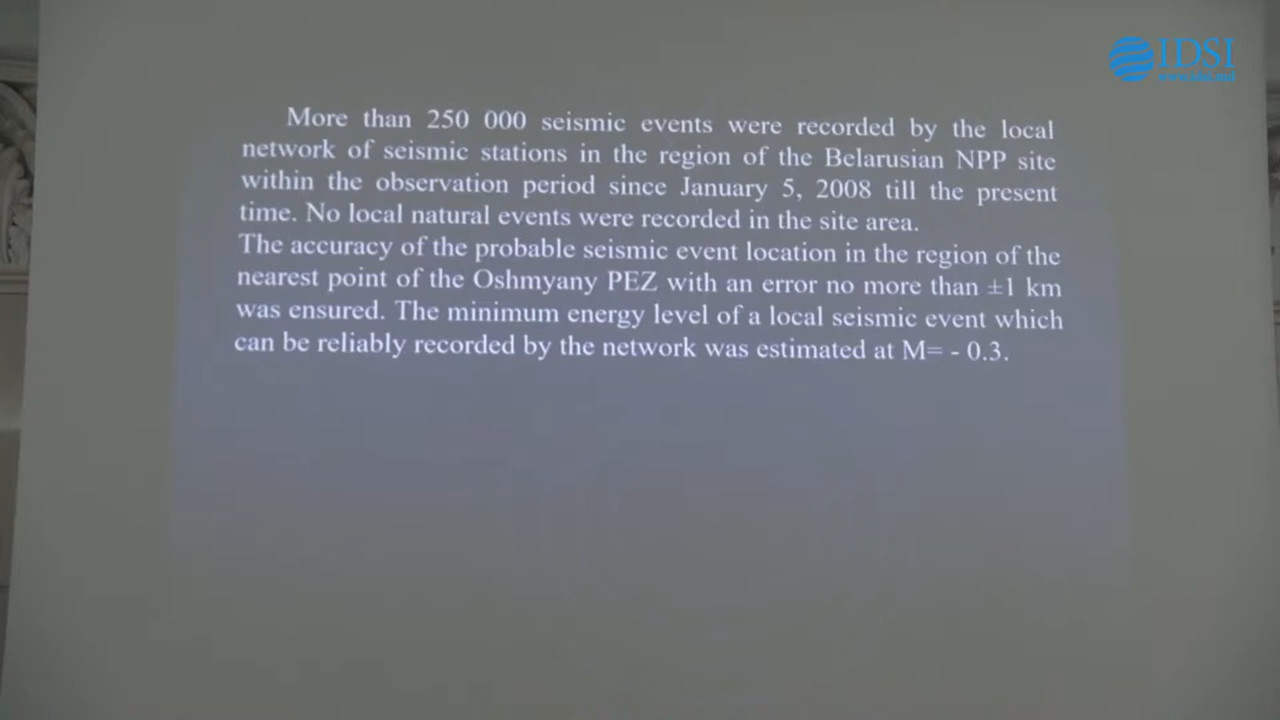 IDSI
www.idsi.md
More than 250 000 seismic events were recorded by the local
network of seismic stations in the region of the Belarusian NPP site
within the observation period since January 5, 2008 till the present
time. No local natural events were recorded in the site area.
The accuracy of the probable seismic event location in the region of the
nearest point of the Oshmyany PEZ with an error no more than ±1 km
was ensured. The minimum energy level of a local seismic event which
can be reliably recorded by the network was estimated at M= - 0.3.